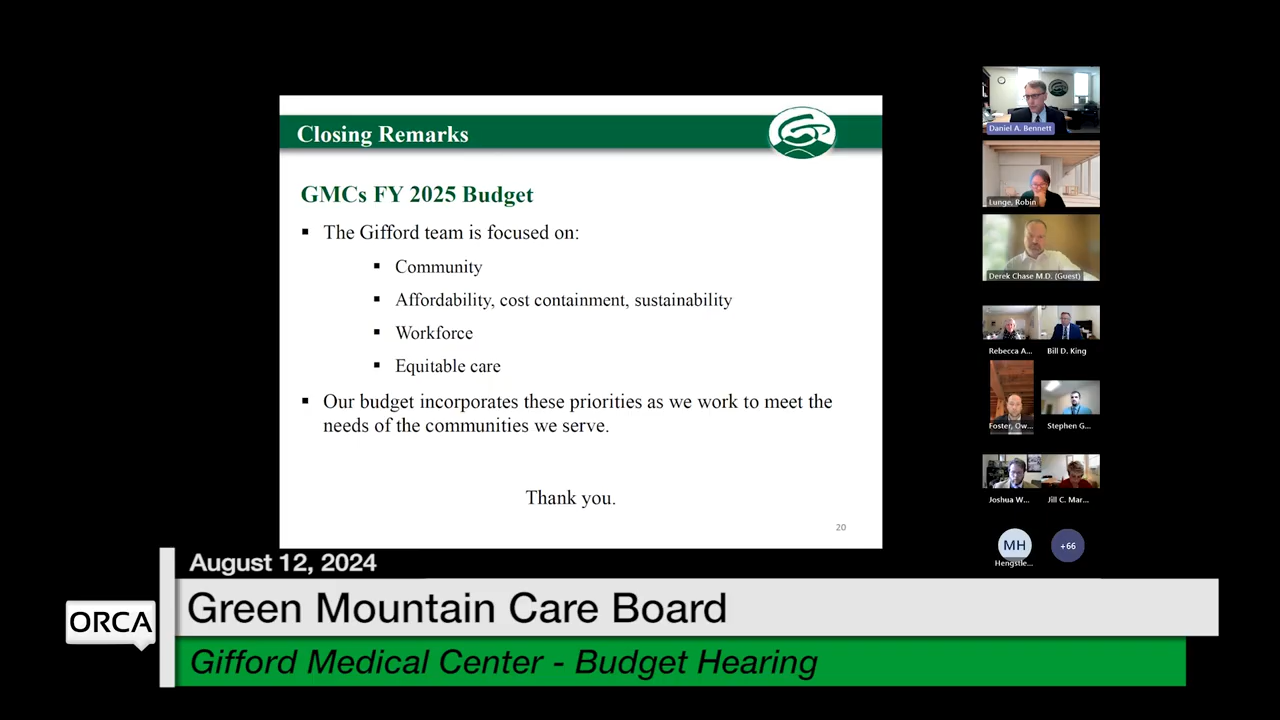 Closing Remarks
GMCs FY 2025 Budget
The Gifford team is focused on:
Community
Affordability, cost containment, sustainability
Workforce
Equitable care
Our budget incorporates these priorities as we work to meet the
needs of the communities we serve.
Thank you.
20
Daniel A. Bennett
Lunge, Robin
Derek Chase M.D. (Guest)
Rebecca A... Bill D. King
Foster, Ow... Stephen G...
Joshua W... Jill C. Mar...
MH +66
Hengstle...
August 12, 2024
ORCA
Green Mountain Care Board
Gifford Medical Center - Budget Hearing